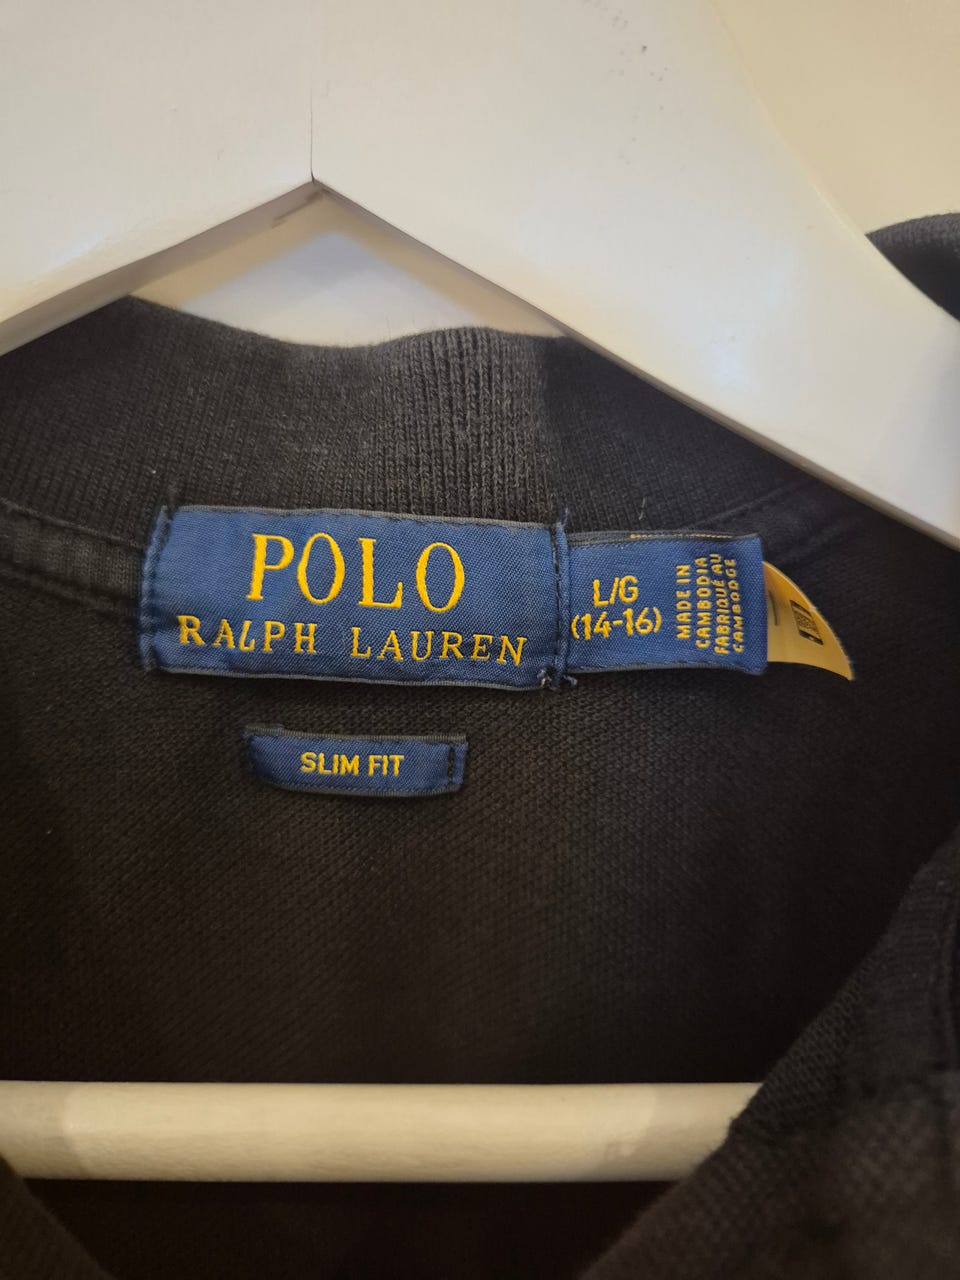 POLO
RALPH LAUREN
L/G
(14-16)
MADE IN
CAMBODIA
FABRIQUÉ AU
CAMBODGE
SLIM FIT